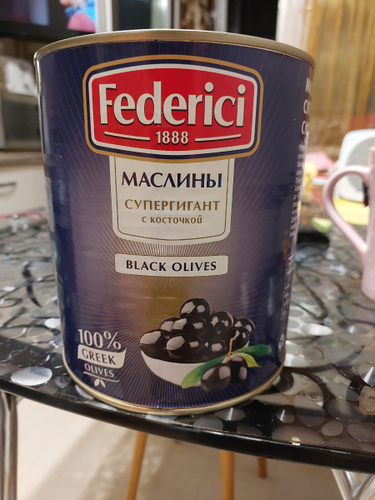 Federici
1888
МАСЛИНЫ
СУПЕРГИГАНТ
С КОСТОЧКОЙ
BLACK OLIVES
100%
GREEK
OLIVES